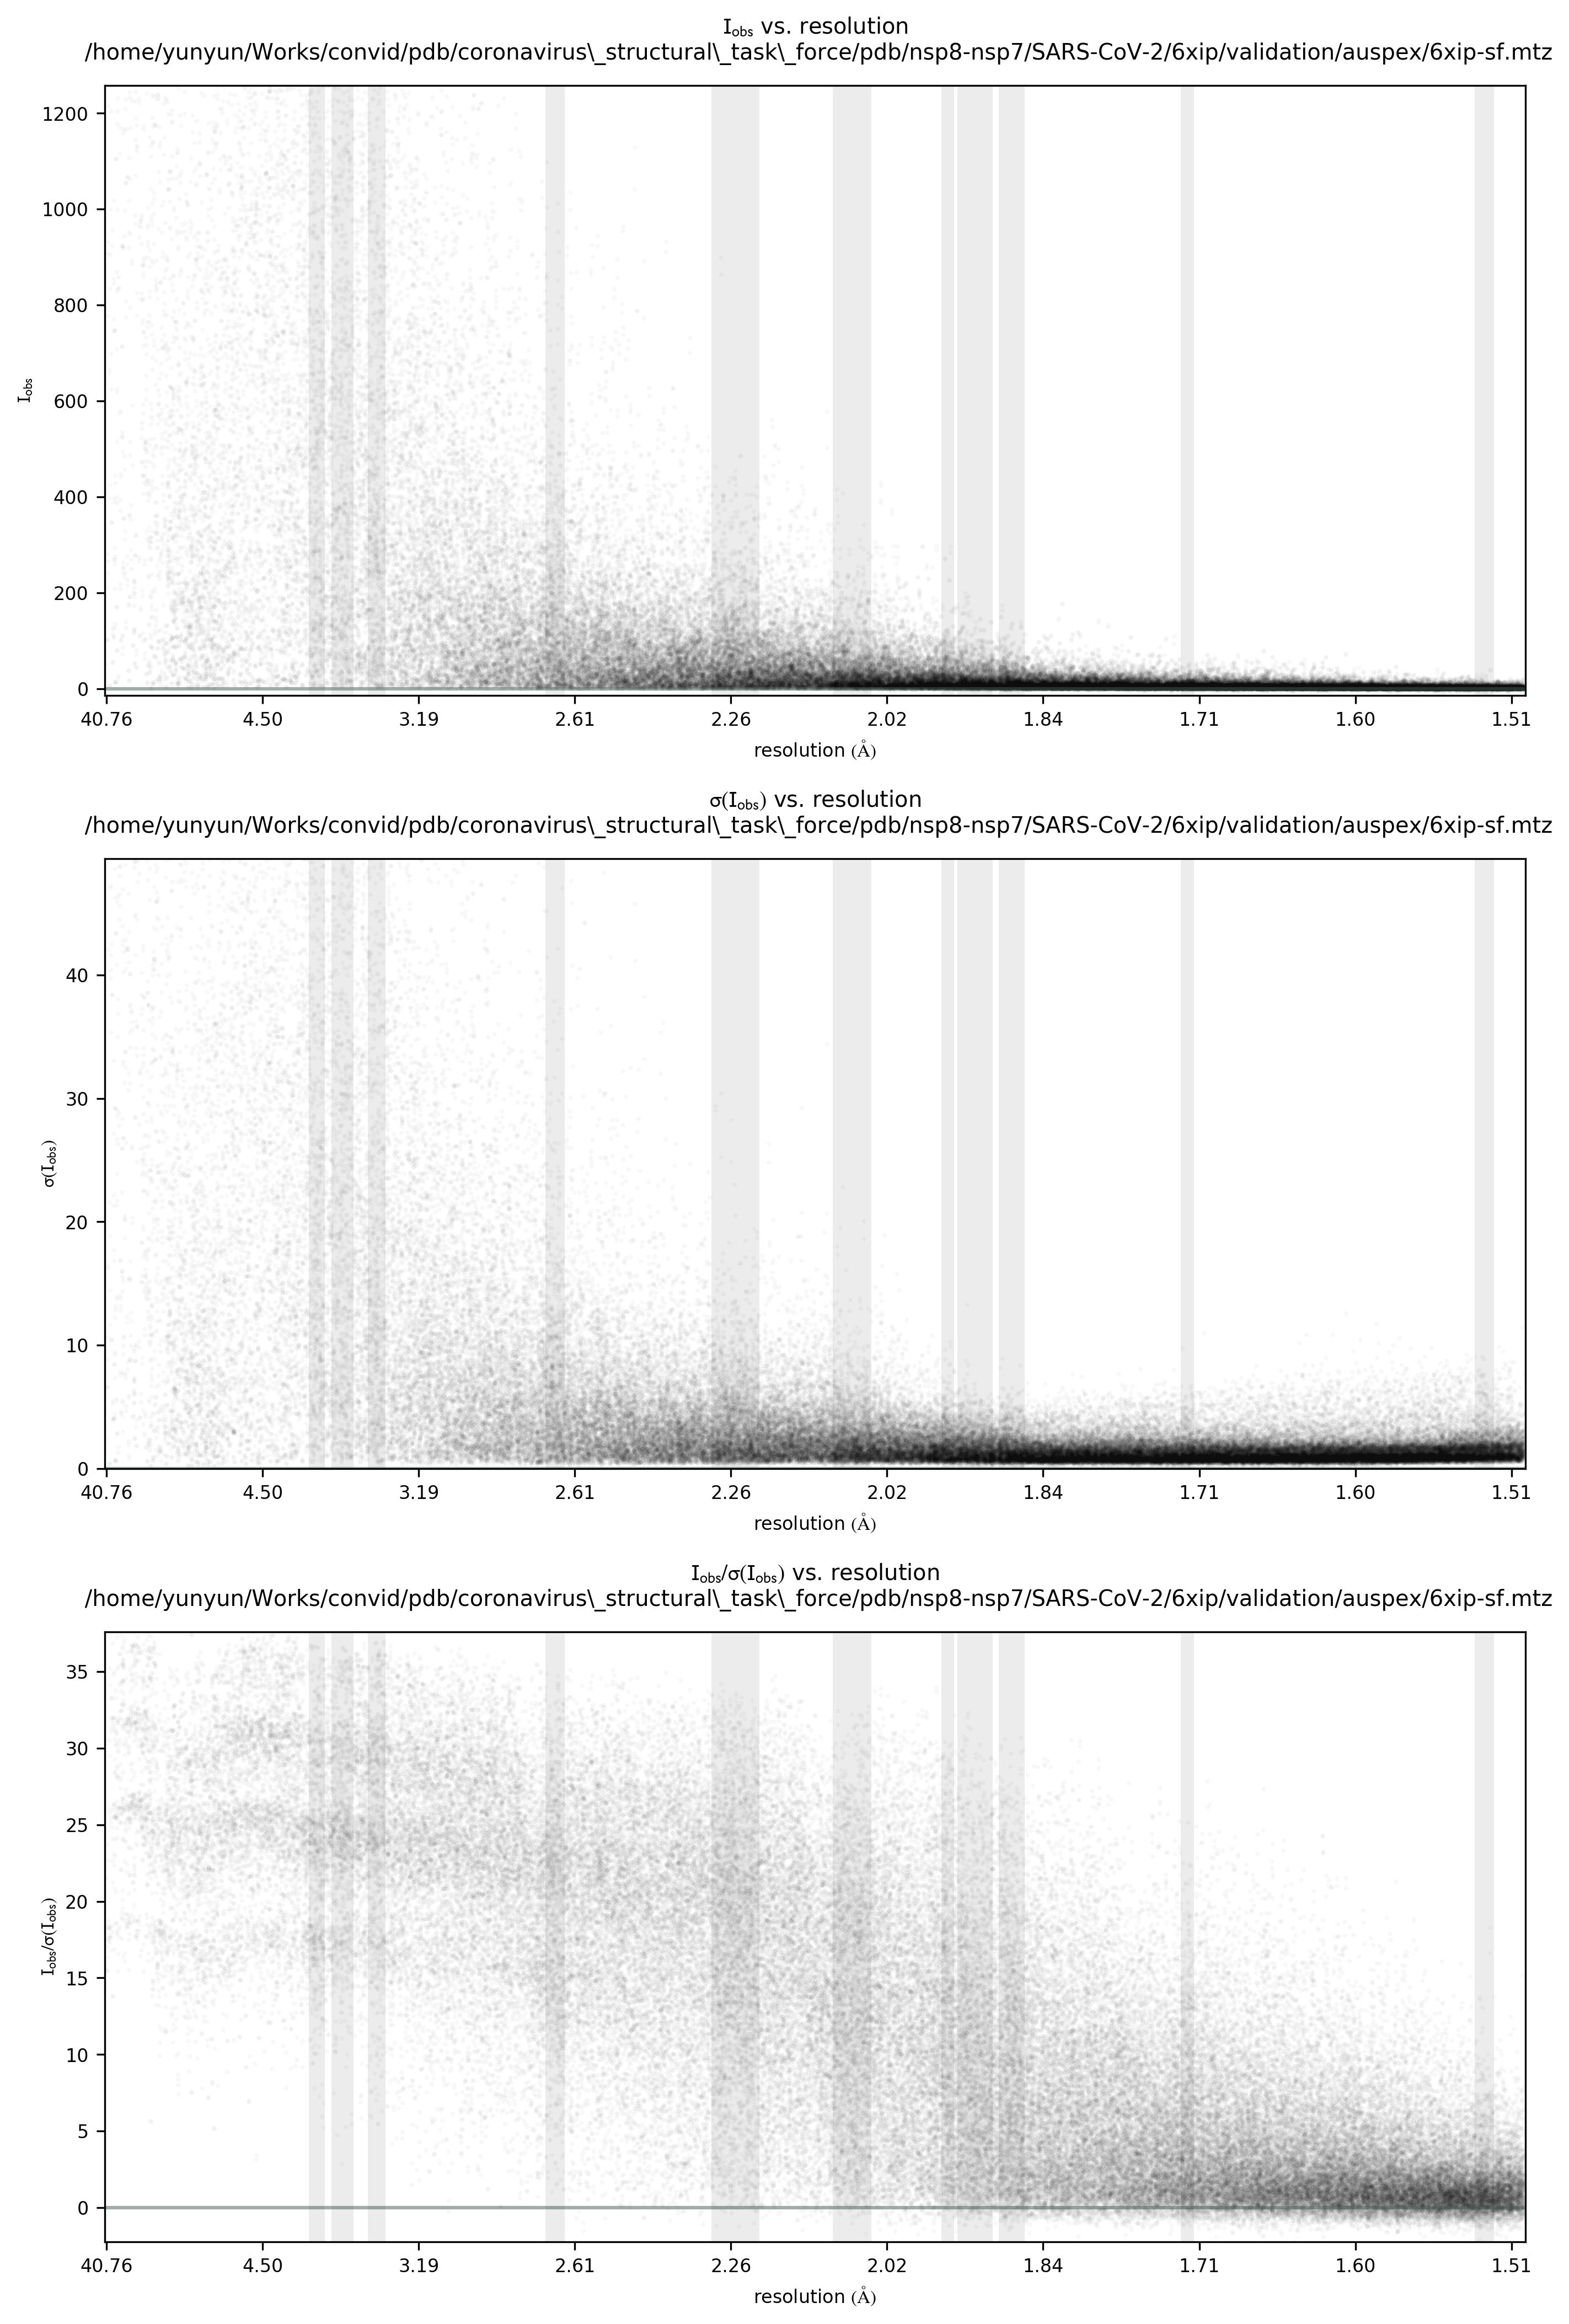 Iobs vs. resolution
/home/yunyun/Works/convid/pdb/coronavirus\_structural\_task\_force/pdb/nsp8-nsp7/SARS-CoV-2/6xip/validation/auspex/6xip-sf.mtz
1200
1000
800
600
400
200
0
Iobs
40.76 4.50 3.19 2.61 2.26 2.02 1.84 1.71 1.60 1.51
resolution (Å)
σ(Iobs) vs. resolution
/home/yunyun/Works/convid/pdb/coronavirus\_structural\_task\_force/pdb/nsp8-nsp7/SARS-CoV-2/6xip/validation/auspex/6xip-sf.mtz
40
30
20
10
0
σ(Iobs)
40.76 4.50 3.19 2.61 2.26 2.02 1.84 1.71 1.60 1.51
resolution (Å)
Iobs/σ(Iobs) vs. resolution
/home/yunyun/Works/convid/pdb/coronavirus\_structural\_task\_force/pdb/nsp8-nsp7/SARS-CoV-2/6xip/validation/auspex/6xip-sf.mtz
35
30
25
20
15
10
5
0
Iobs/σ(Iobs)
40.76 4.50 3.19 2.61 2.26 2.02 1.84 1.71 1.60 1.51
resolution (Å)